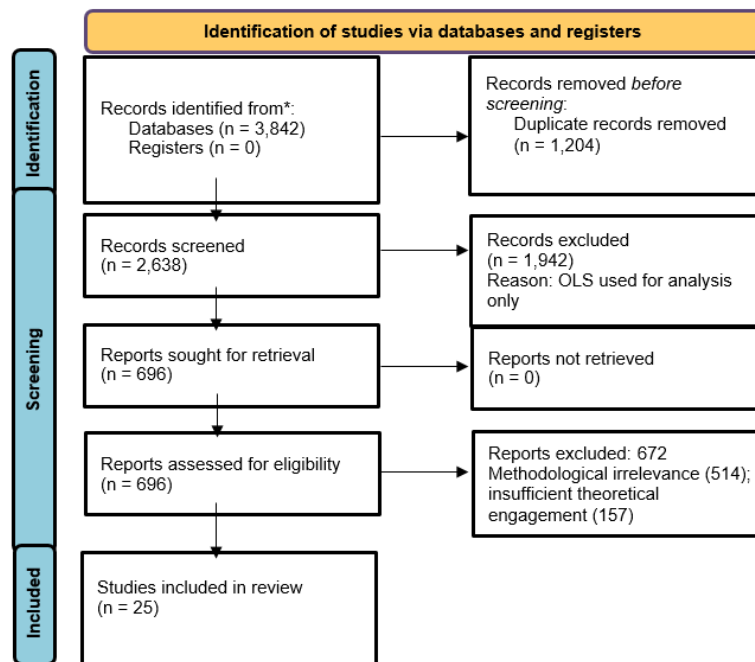 Identification of studies via databases and registers
Identification
Records identified from*:
Databases (n = 3,842)
Registers (n = 0)
Records removed before
screening:
Duplicate records removed
(n = 1,204)
Screening
Records screened
(n = 2,638)
Records excluded
(n = 1,942)
Reason: OLS used for analysis
only
Reports sought for retrieval
(n = 696)
Reports not retrieved
(n = 0)
Reports assessed for eligibility
(n = 696)
Reports excluded: 672
Methodological irrelevance (514);
insufficient theoretical
engagement (157)
Included
Studies included in review
(n = 25)